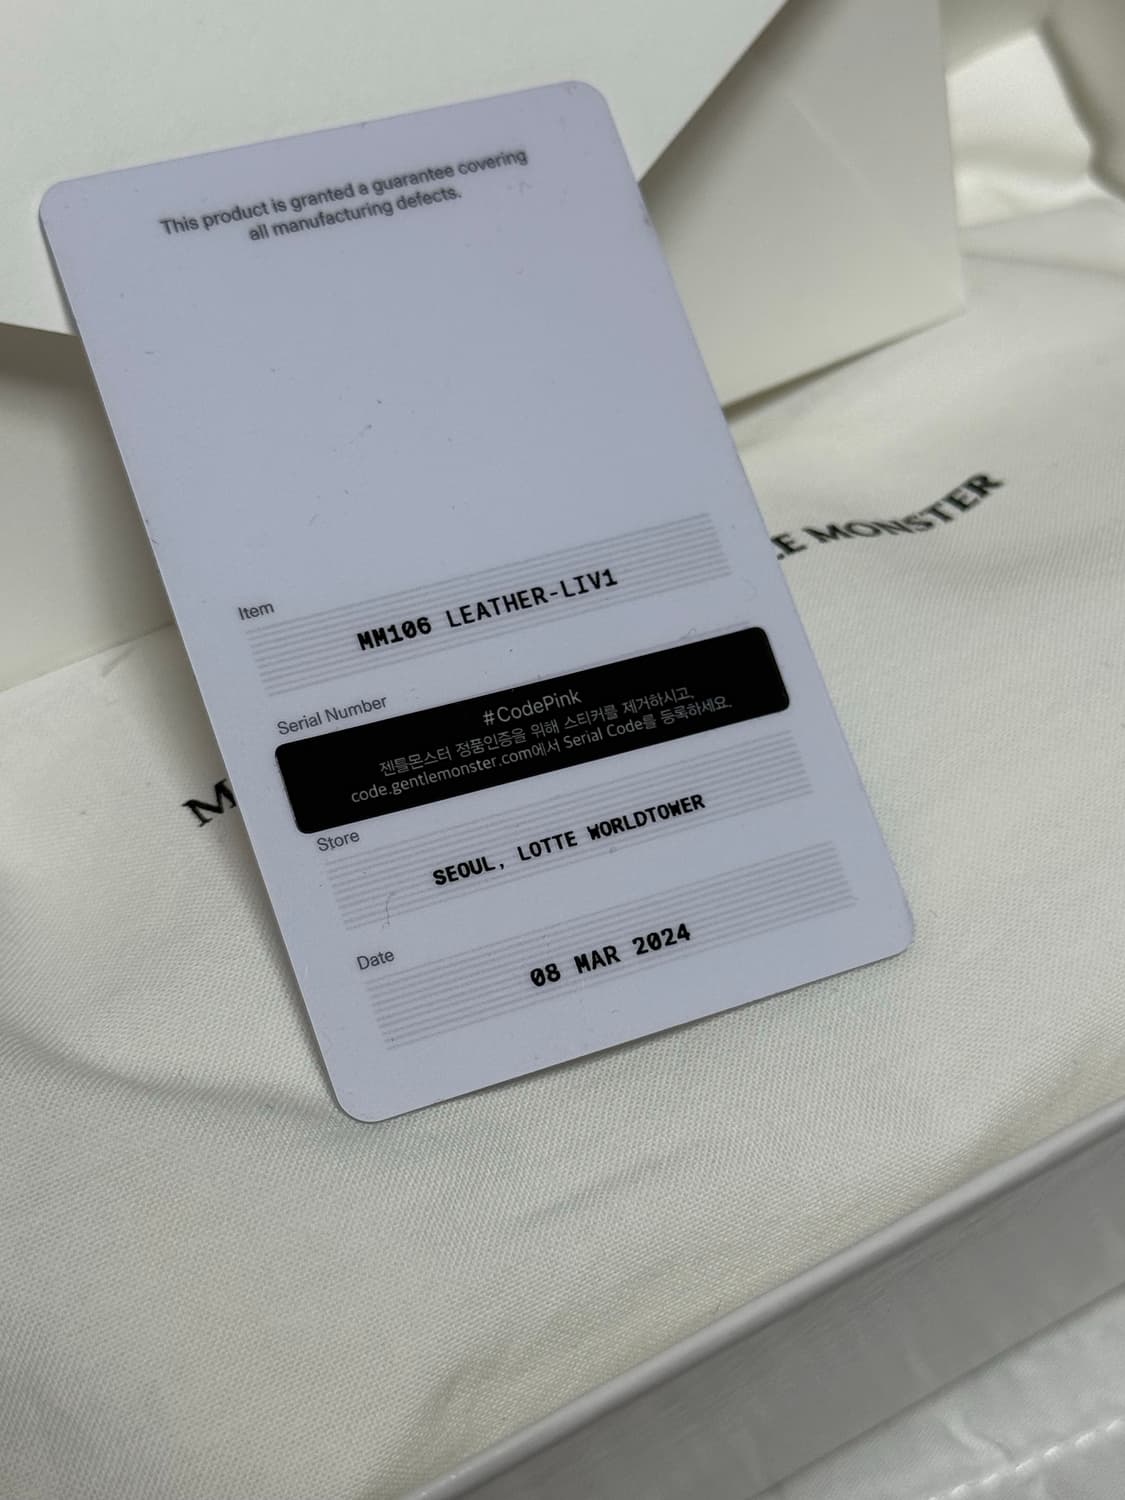 This product is granted a guarantee covering
all manufacturing defects.
LE MONSTER
Item
MM106 LEATHER-LIV1
Serial Number
#CodePink
젠틀몬스터 정품인증을 위해 스티커를 제거하시고,
code.gentlemonster.com에서 Serial Code를 등록하세요.
M
Store
SEOUL, LOTTE WORLDTOWER
Date
08 MAR 2024